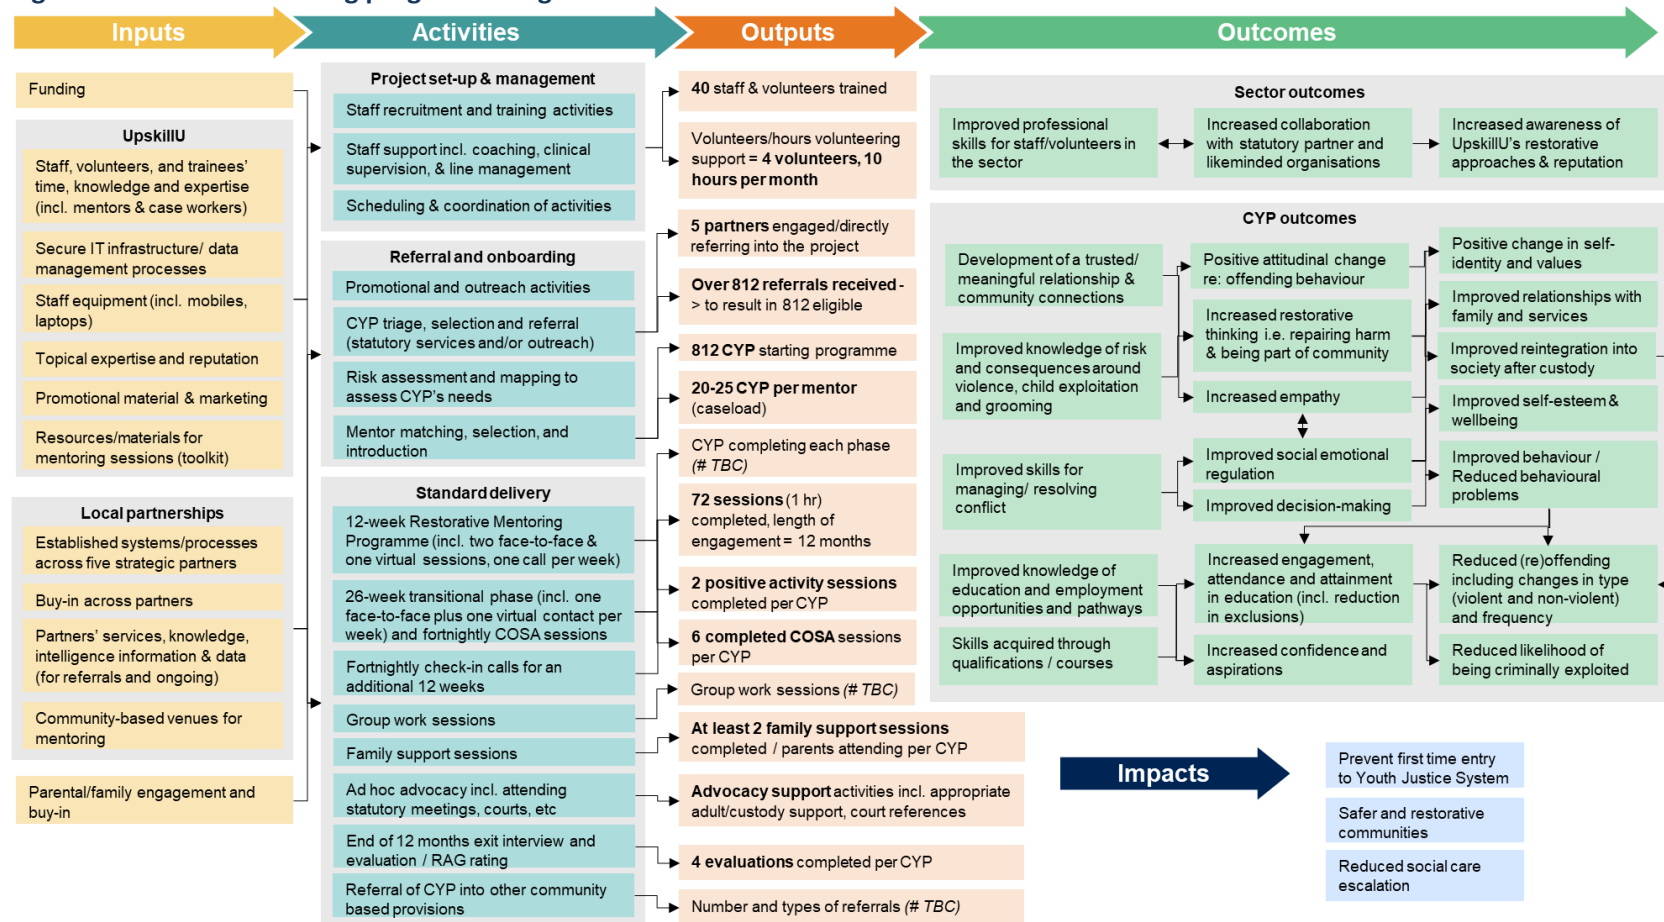 Inputs
Activities
Outputs
Outcomes
Funding
UpskillU
Staff, volunteers, and trainees'
time, knowledge and expertise
(incl. mentors & case workers)
Secure IT infrastructure/ data
management processes
Staff equipment (incl. mobiles,
laptops)
Topical expertise and reputation
Promotional material & marketing
Resources/materials for
mentoring sessions (toolkit)
Local partnerships
Established systems/processes
across five strategic partners
Buy-in across partners
Partners' services, knowledge,
intelligence information & data
(for referrals and ongoing)
Community-based venues for
mentoring
Parental/family engagement and
buy-in
Project set-up & management
Staff recruitment and training activities
Staff support incl. coaching, clinical
supervision, & line management
Scheduling & coordination of activities
Referral and onboarding
Promotional and outreach activities
CYP triage, selection and referral
(statutory services and/or outreach)
Risk assessment and mapping to
assess CYP's needs
Mentor matching, selection, and
introduction
Standard delivery
12-week Restorative Mentoring
Programme (incl. two face-to-face &
one virtual sessions, one call per week)
26-week transitional phase (incl. one
face-to-face plus one virtual contact per
week) and fortnightly COSA sessions
Fortnightly check-in calls for an
additional 12 weeks
Group work sessions
Family support sessions
Ad hoc advocacy incl. attending
statutory meetings, courts, etc
End of 12 months exit interview and
evaluation / RAG rating
Referral of CYP into other community
based provisions
40 staff & volunteers trained
Volunteers/hours volunteering
support = 4 volunteers, 10
hours per month
5 partners engaged/directly
referring into the project
Over 812 referrals received -
> to result in 812 eligible
812 CYP starting programme
20-25 CYP per mentor
(caseload)
CYP completing each phase
(# TBC)
72 sessions (1 hr)
completed, length of
engagement = 12 months
2 positive activity sessions
completed per CYP
6 completed COSA sessions
per CYP
Group work sessions (# TBC)
At least 2 family support sessions
completed / parents attending per CYP
Advocacy support activities incl. appropriate
adult/custody support, court references
4 evaluations completed per CYP
Number and types of referrals (# TBC)
Sector outcomes
Improved professional
skills for staff/volunteers in
the sector
Increased collaboration
with statutory partner and
likeminded organisations
Increased awareness of
UpskillU's restorative
approaches & reputation
CYP outcomes
Development of a trusted/
meaningful relationship &
community connections
Improved knowledge of risk
and consequences around
violence, child exploitation
and grooming
Improved skills for
managing/ resolving
conflict
Improved knowledge of
education and employment
opportunities and pathways
Skills acquired through
qualifications / courses
Positive attitudinal change
re: offending behaviour
Increased restorative
thinking i.e. repairing harm
& being part of community
Increased empathy
Improved social emotional
regulation
Improved decision-making
Increased engagement,
attendance and attainment
in education (incl. reduction
in exclusions)
Increased confidence and
aspirations
Positive change in self-
identity and values
Improved relationships with
family and services
Improved reintegration into
society after custody
Improved self-esteem &
wellbeing
Improved behaviour /
Reduced behavioural
problems
Reduced (re)offending
including changes in type
(violent and non-violent)
and frequency
Reduced likelihood of
being criminally exploited
Impacts
Prevent first time entry
to Youth Justice System
Safer and restorative
communities
Reduced social care
escalation